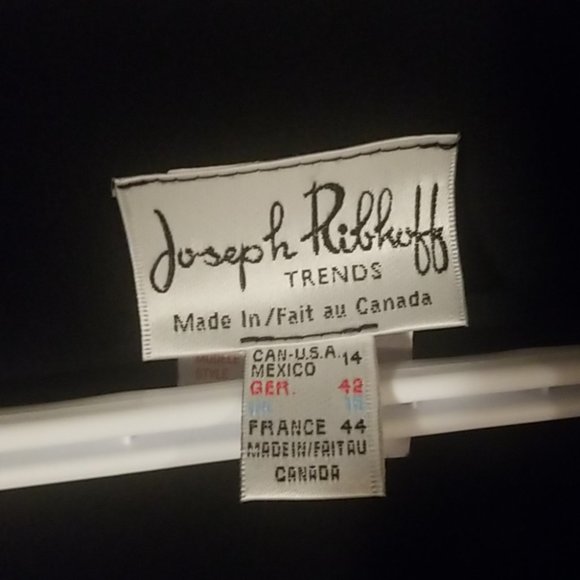 Joseph Ribkoff
TRENDS
Made In/Fait au Canada
CAN-U.S.A. 14
MEXICO
GER. 42
FRANCE 44
MADE IN/FAIT AU
CANADA